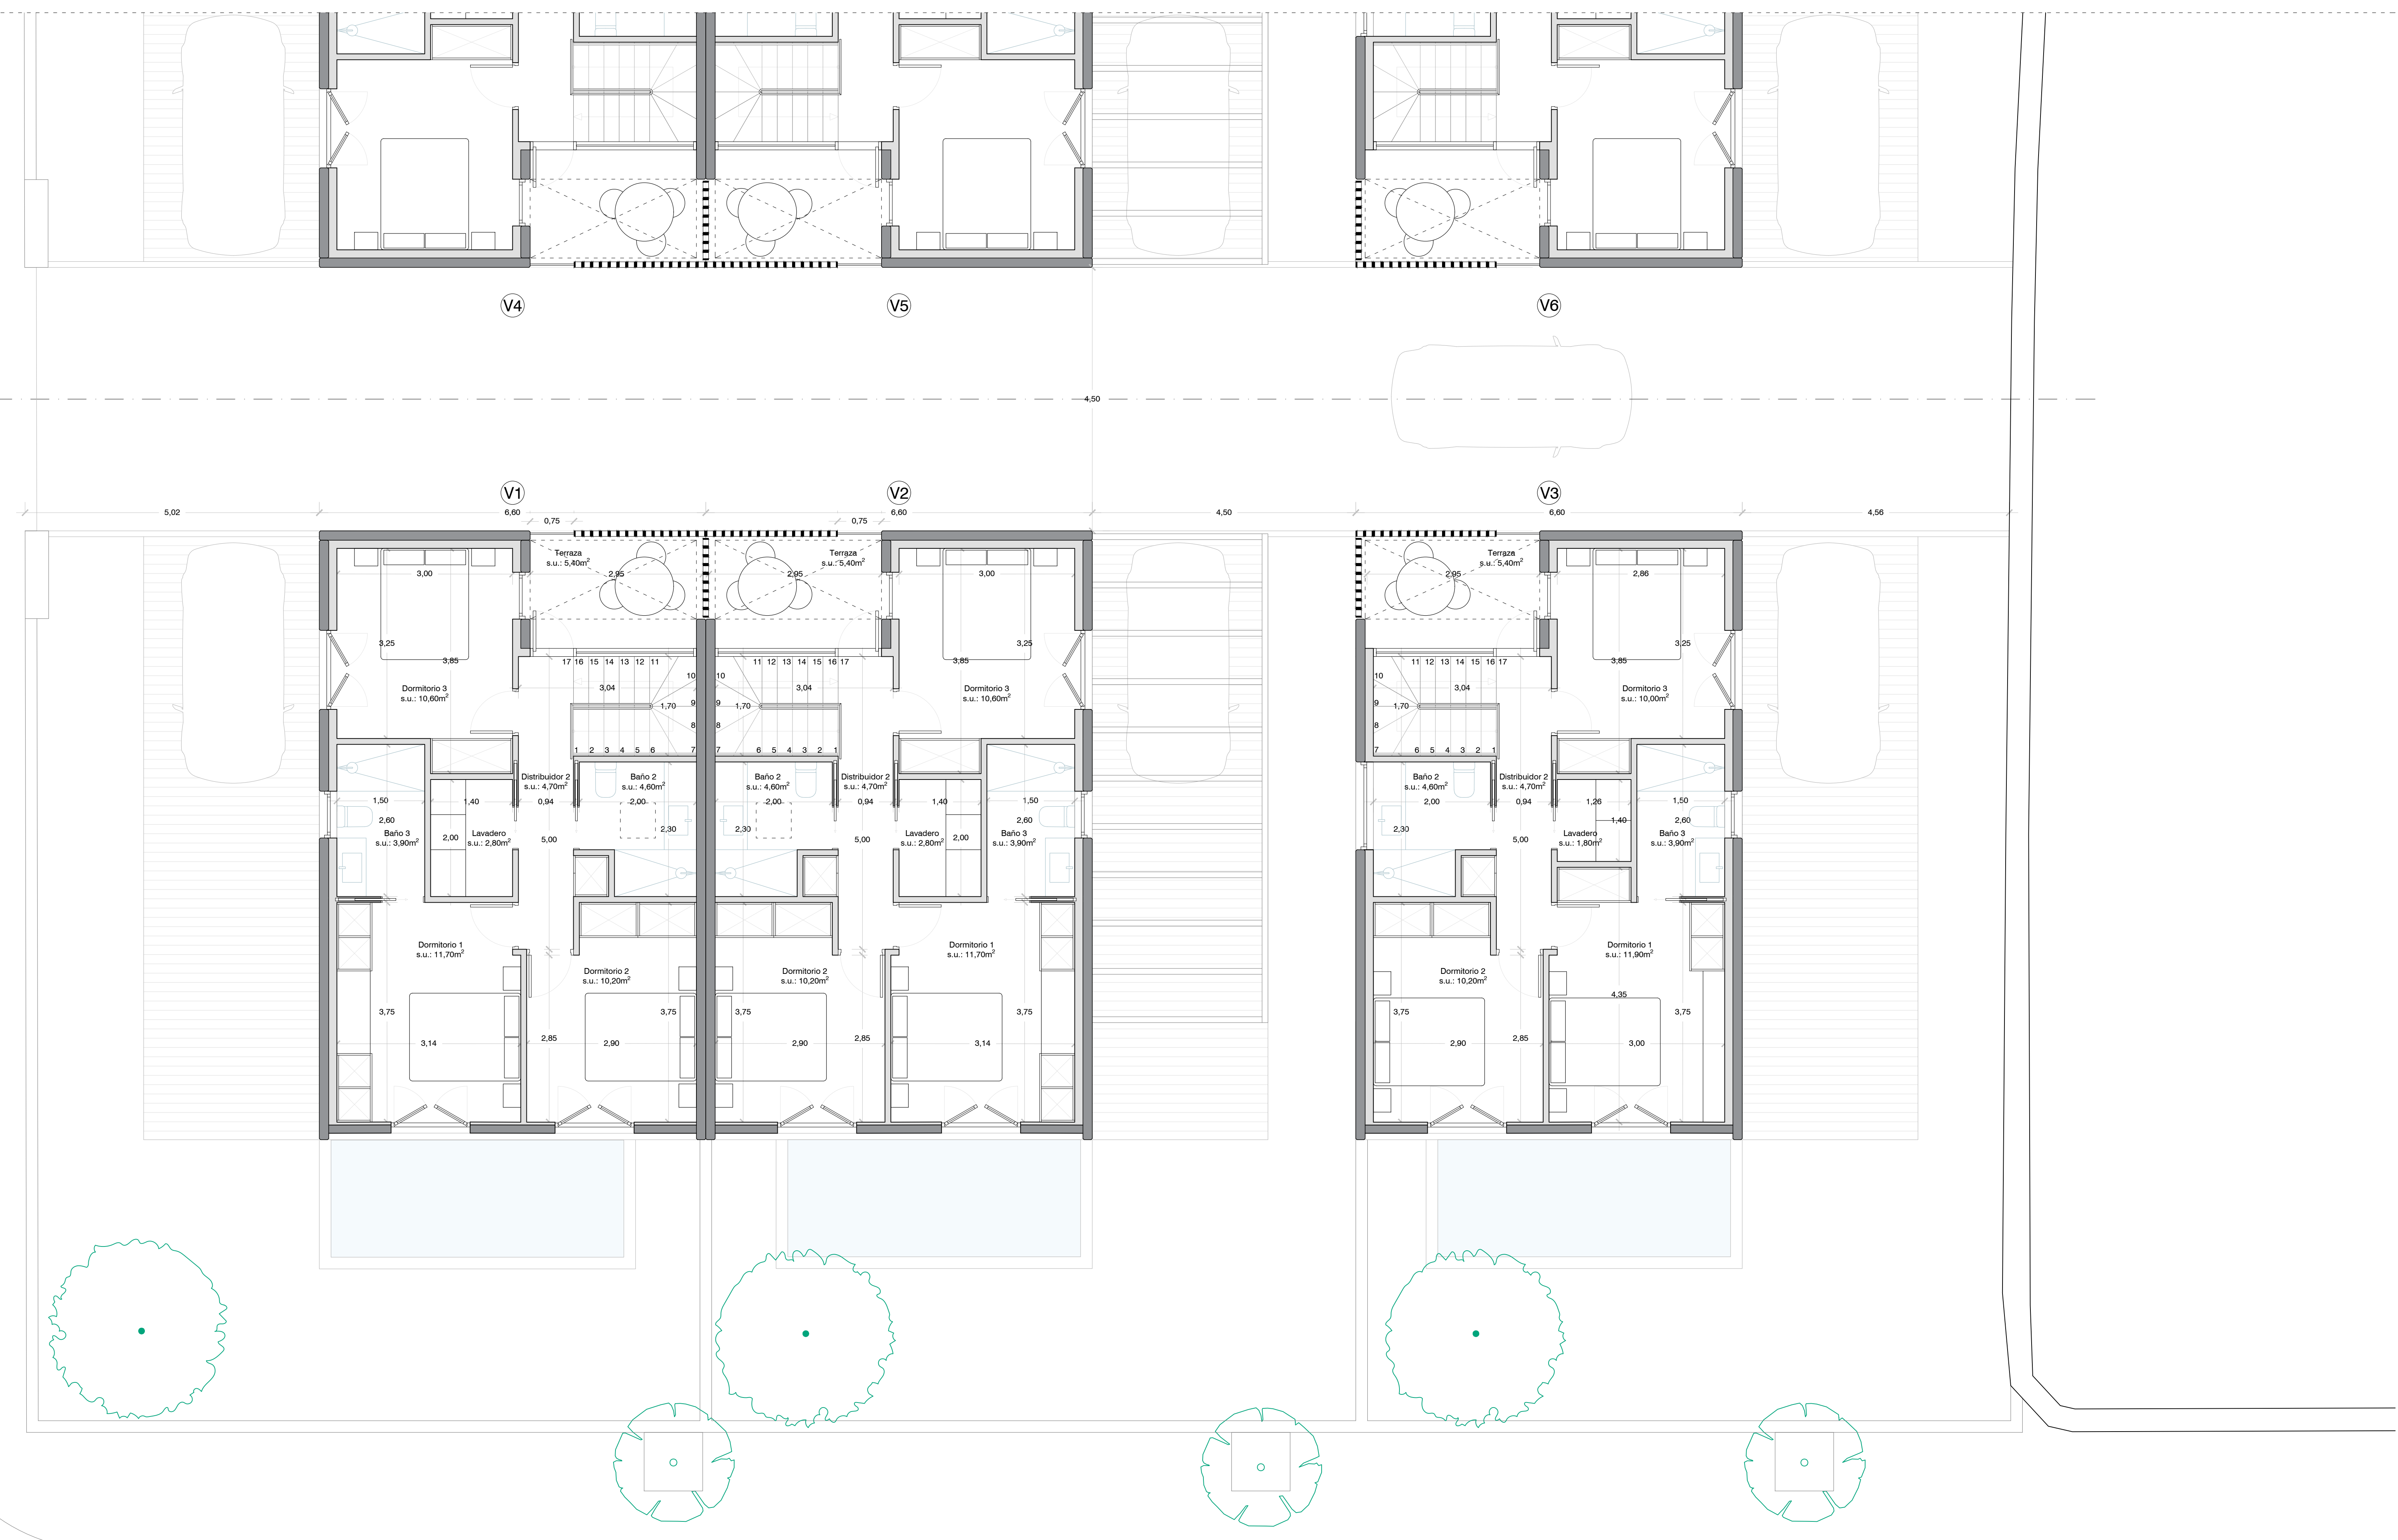 V4 V5 V6
4,50
V1 V2 V3
5,02 6,60 6,60 4,50 6,60 4,56
0,75 0,75
Terraza
s.u.: 5,40m²
Terraza
s.u.: 5,40m²
Terraza
s.u.: 5,40m²
3,00 2,95 2,95 3,00 2,95 2,86
3,25 3,25 3,25
3,85 3,85 3,85
17 16 15 14 13 12 11
11 12 13 14 15 16 17
11 12 13 14 15 16 17
10 10 10
Dormitorio 3
s.u.: 10,60m²
3,04 3,04
Dormitorio 3
s.u.: 10,60m²
3,04
Dormitorio 3
s.u.: 10,00m²
1,70 9 9 1,70 9 1,70
8 8 8
1 2 3 4 5 6 7
7 6 5 4 3 2 1
7 6 5 4 3 2 1
Distribuidor 2
s.u.: 4,70m²
Baño 2
s.u.: 4,60m²
Baño 2
s.u.: 4,60m²
Distribuidor 2
s.u.: 4,70m²
Baño 2
s.u.: 4,60m²
Distribuidor 2
s.u.: 4,70m²
1,50 1,40 0,94 2,00 2,00 0,94 1,40 1,50 2,00 0,94 1,26 1,50
2,60 2,60 1,40 2,60
2,30 2,30 2,30
Baño 3
s.u.: 3,90m²
2,00
Lavadero
s.u.: 2,80m²
5,00 5,00
Lavadero
s.u.: 2,80m²
2,00
Baño 3
s.u.: 3,90m²
5,00
Lavadero
s.u.: 1,80m²
Baño 3
s.u.: 3,90m²
Dormitorio 1
s.u.: 11,70m²
Dormitorio 2
s.u.: 10,20m²
Dormitorio 2
s.u.: 10,20m²
Dormitorio 1
s.u.: 11,70m²
Dormitorio 2
s.u.: 10,20m²
Dormitorio 1
s.u.: 11,90m²
4,35
3,75 3,75 3,75 3,75 3,75 3,75
2,85 2,85 2,85
3,14 2,90 2,90 3,14 2,90 3,00